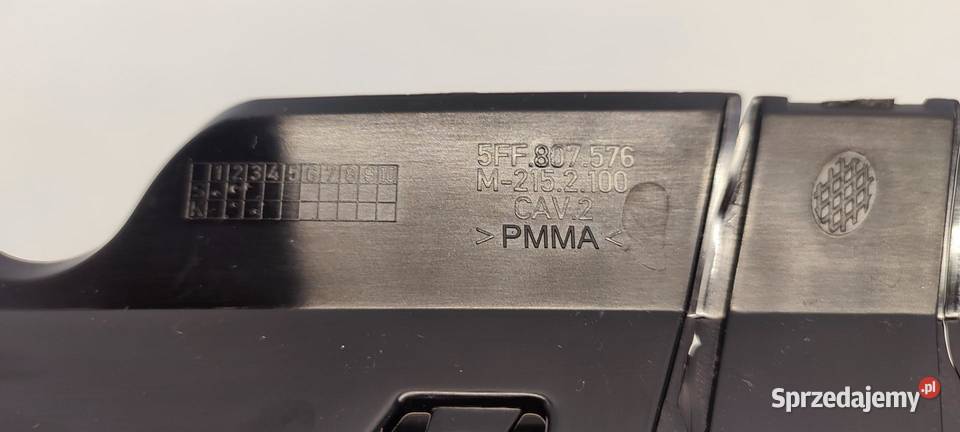 5FF.807.576
M-215.2.100
CAV.2
>PMMA<
1 2 3 4 5 6 7 8 9 10
Sprzedajemy.pl